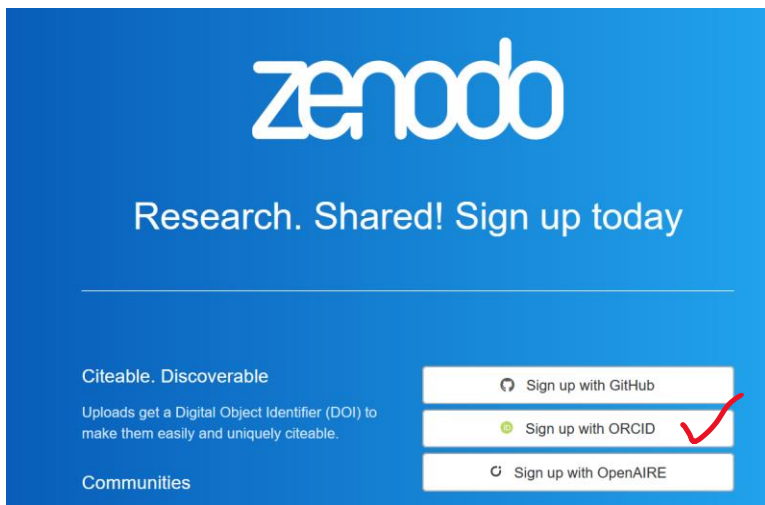 zenodo
Research. Shared! Sign up today
Citeable. Discoverable
Uploads get a Digital Object Identifier (DOI) to
make them easily and uniquely citeable.
Communities
Sign up with GitHub
iD Sign up with ORCID
Sign up with OpenAIRE